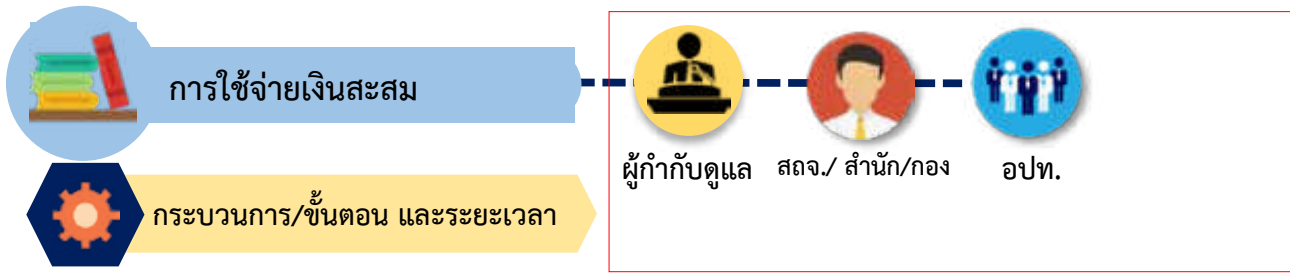 การใช้จ่ายเงินสะสม
ผู้กำกับดูแล
สถจ./ สำนัก/กอง
อปท.
กระบวนการ/ขั้นตอน และระยะเวลา